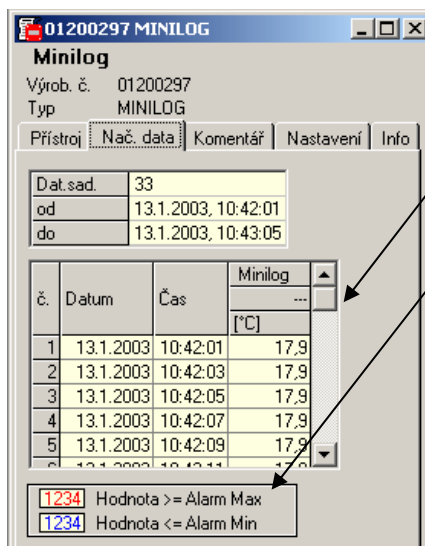 01200297 MINILOG
Minilog
Výrob. č. 01200297
Typ MINILOG
Přístroj Nač. data Komentář Nastavení Info
Dat.sad. 33
od 13.1.2003, 10:42:01
do 13.1.2003, 10:43:05
Minilog
č. Datum Čas ---
[°C]
1 13.1.2003 10:42:01 17,9
2 13.1.2003 10:42:03 17,9
3 13.1.2003 10:42:05 17,9
4 13.1.2003 10:42:07 17,9
5 13.1.2003 10:42:09 17,9
1234 Hodnota >= Alarm Max
1234 Hodnota <= Alarm Min